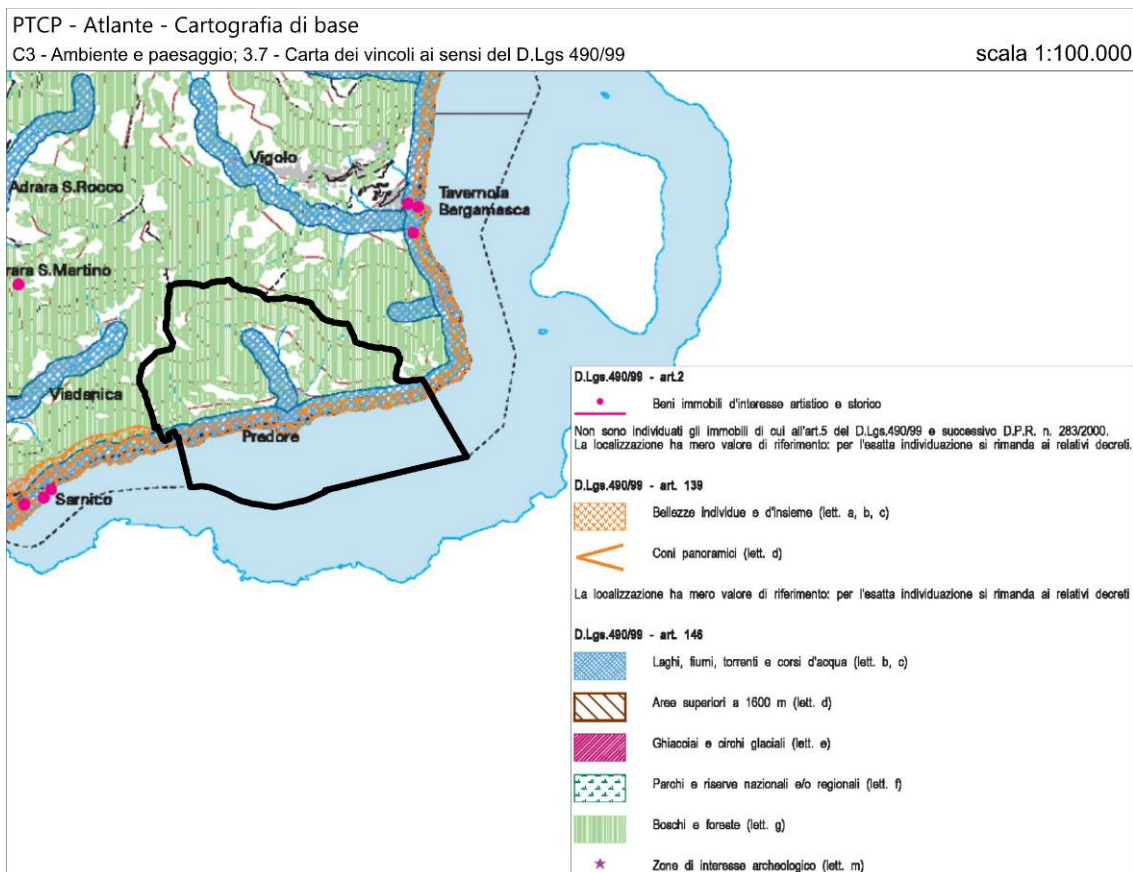 PTCP - Atlante - Cartografia di base
C3 - Ambiente e paesaggio; 3.7 - Carta dei vincoli ai sensi del D.Lgs 490/99
scala 1:100.000
Vigolo
Adrara S.Rocco
Tavernola
Bergamasca
rara S.Martino
Viadanica
Predore
Sarnico
D.Lgs.490/99 - art.2
Beni immobili d'interesse artistico e storico
Non sono individuati gli immobili di cui all'art.5 del D.Lgs.490/99 e successivo D.P.R. n. 283/2000.
La localizzazione ha mero valore di riferimento: per l'esatta individuazione si rimanda ai relativi decreti.
D.Lgs.490/99 - art. 139
Bellezze individue e d'insieme (lett. a, b, c)
Coni panoramici (lett. d)
La localizzazione ha mero valore di riferimento: per l'esatta individuazione si rimanda ai relativi decreti
D.Lgs.490/99 - art. 146
Laghi, fiumi, torrenti e corsi d'acqua (lett. b, c)
Aree superiori a 1600 m (lett. d)
Ghiacciai e circhi glaciali (lett. e)
Parchi e riserve nazionali e/o regionali (lett. f)
Boschi e foreste (lett. g)
Zone di interesse archeologico (lett. m)